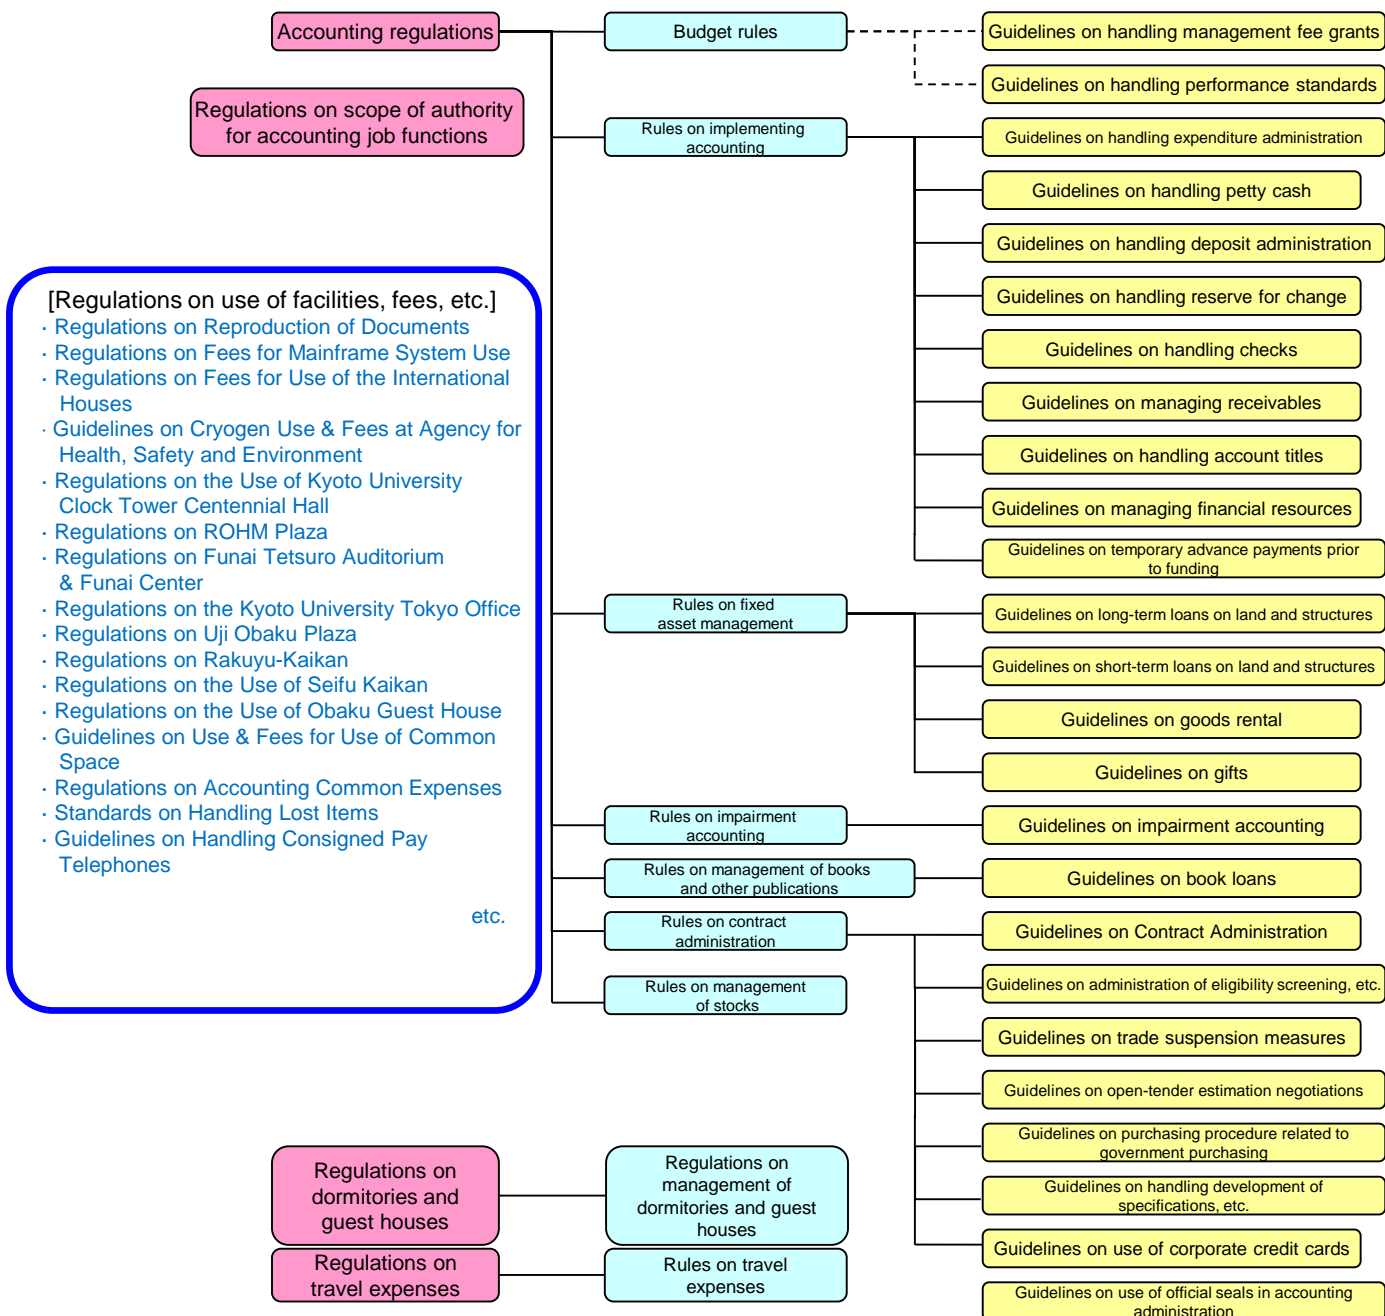 Accounting regulations
Regulations on scope of authority
for accounting job functions
[Regulations on use of facilities, fees, etc.]
· Regulations on Reproduction of Documents
· Regulations on Fees for Mainframe System Use
· Regulations on Fees for Use of the International
Houses
· Guidelines on Cryogen Use & Fees at Agency for
Health, Safety and Environment
· Regulations on the Use of Kyoto University
Clock Tower Centennial Hall
· Regulations on ROHM Plaza
· Regulations on Funai Tetsuro Auditorium
& Funai Center
· Regulations on the Kyoto University Tokyo Office
· Regulations on Uji Obaku Plaza
· Regulations on Rakuyu-Kaikan
· Regulations on the Use of Seifu Kaikan
· Regulations on the Use of Obaku Guest House
· Guidelines on Use & Fees for Use of Common
Space
· Regulations on Accounting Common Expenses
· Standards on Handling Lost Items
· Guidelines on Handling Consigned Pay
Telephones
etc.
Regulations on
dormitories and
guest houses
Regulations on
travel expenses
Budget rules
Rules on implementing
accounting
Rules on fixed
asset management
Rules on impairment
accounting
Rules on management of books
and other publications
Rules on contract
administration
Rules on management
of stocks
Regulations on
management of
dormitories and guest
houses
Rules on travel
expenses
Guidelines on handling management fee grants
Guidelines on handling performance standards
Guidelines on handling expenditure administration
Guidelines on handling petty cash
Guidelines on handling deposit administration
Guidelines on handling reserve for change
Guidelines on handling checks
Guidelines on managing receivables
Guidelines on handling account titles
Guidelines on managing financial resources
Guidelines on temporary advance payments prior
to funding
Guidelines on long-term loans on land and structures
Guidelines on short-term loans on land and structures
Guidelines on goods rental
Guidelines on gifts
Guidelines on impairment accounting
Guidelines on book loans
Guidelines on Contract Administration
Guidelines on administration of eligibility screening, etc.
Guidelines on trade suspension measures
Guidelines on open-tender estimation negotiations
Guidelines on purchasing procedure related to
government purchasing
Guidelines on handling development of
specifications, etc.
Guidelines on use of corporate credit cards
Guidelines on use of official seals in accounting
administration